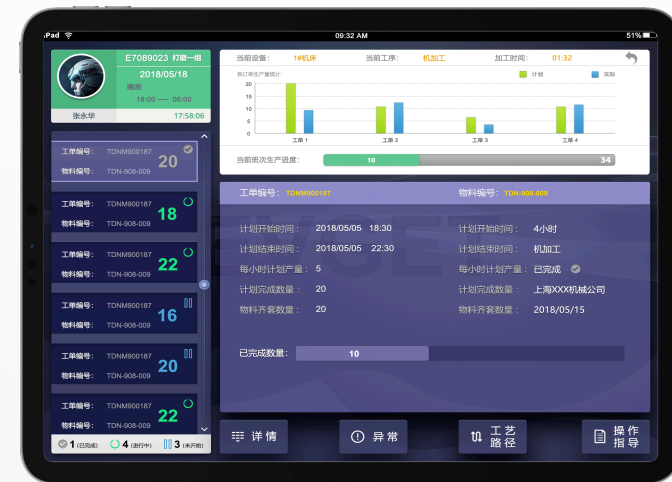 iPad 09:32 AM 51%
E7089023 打磨一组
2018/05/18
晚班
18:00 — 06:00
张永华 17:58:06
当前设备: 1#机床 当前工序: 机加工 加工时间: 01:32
各订单生产量统计: 计划 实际
20
15
10
5
0
工单 1 工单 2 工单 3 工单 4
当前班次生产进度: 10 34
工单编号: TDNM900187
物料编号: TDN-908-009
20
工单编号: TDNM900187
物料编号: TDN-908-009
18
工单编号: TDNM900187
物料编号: TDN-908-009
22
工单编号: TDNM900187
物料编号: TDN-908-009
16
工单编号: TDNM900187
物料编号: TDN-908-009
20
工单编号: TDNM900187
物料编号: TDN-908-009
22
1 (已完成) 4 (进行中) 3 (未开始)
工单编号: TDNM900187 物料编号: TDN-908-009
计划开始时间: 2018/05/05 18:30 计划开始时间: 4小时
计划结束时间: 2018/05/05 22:30 计划结束时间: 机加工
每小时计划产量: 5 每小时计划产量: 已完成
计划完成数量: 20 计划完成数量: 上海XXX机械公司
物料齐套数量: 20 物料齐套数量: 2018/05/15
已完成数量: 10
详情 异常 工艺路径 操作指导